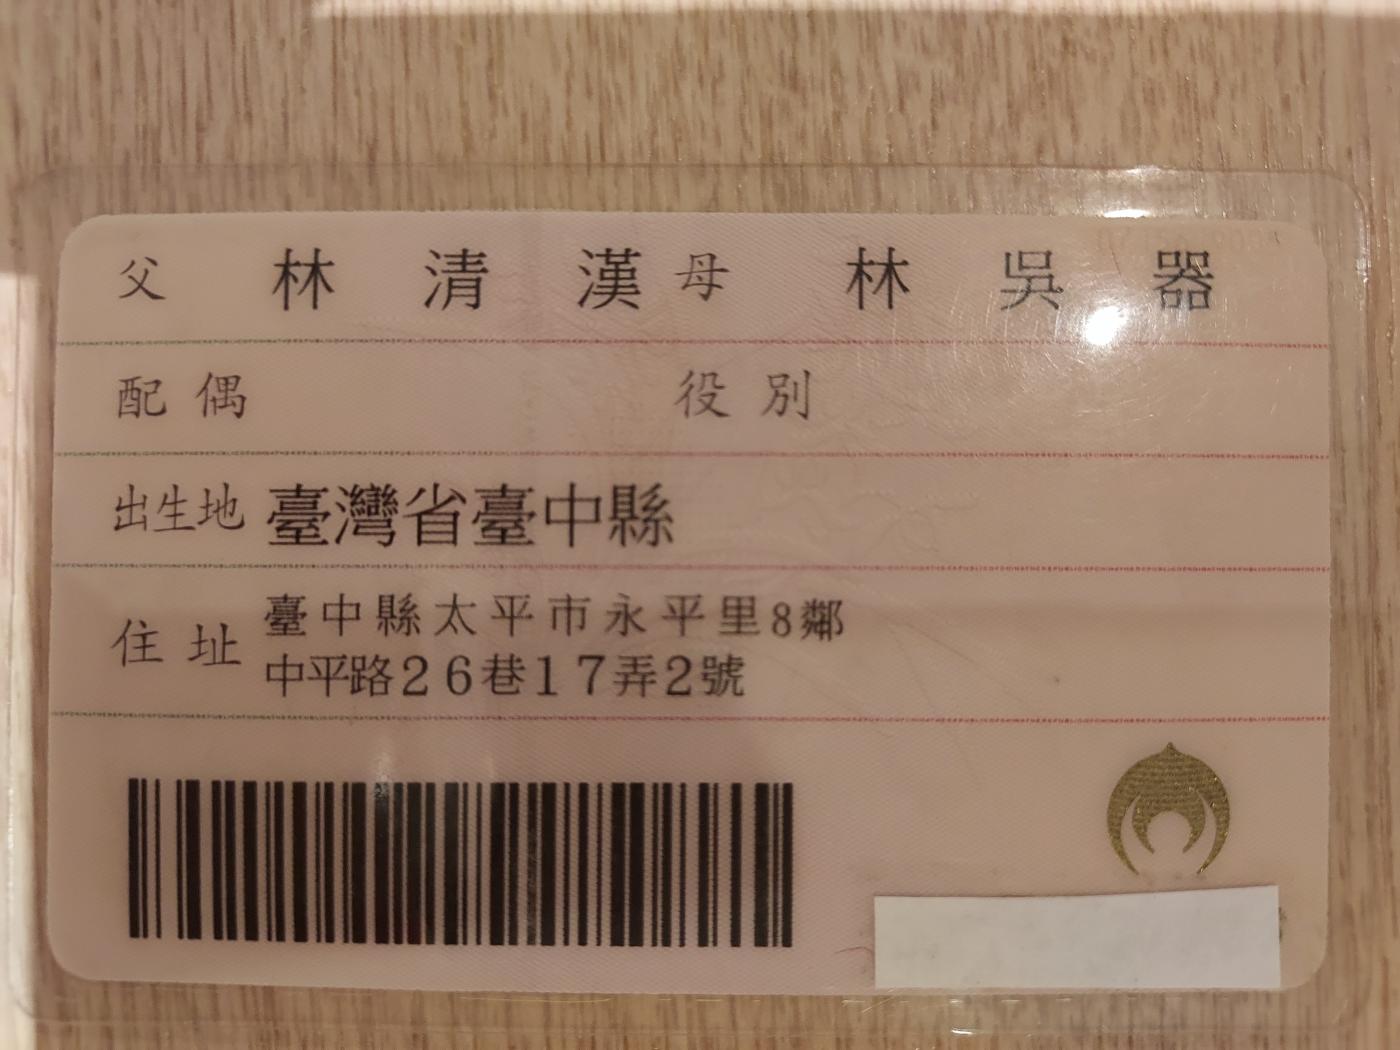 父 林清漢 母 林吳器
配偶 役別
出生地 臺灣省臺中縣
住址 臺中縣太平市永平里8鄰
中平路26巷17弄2號